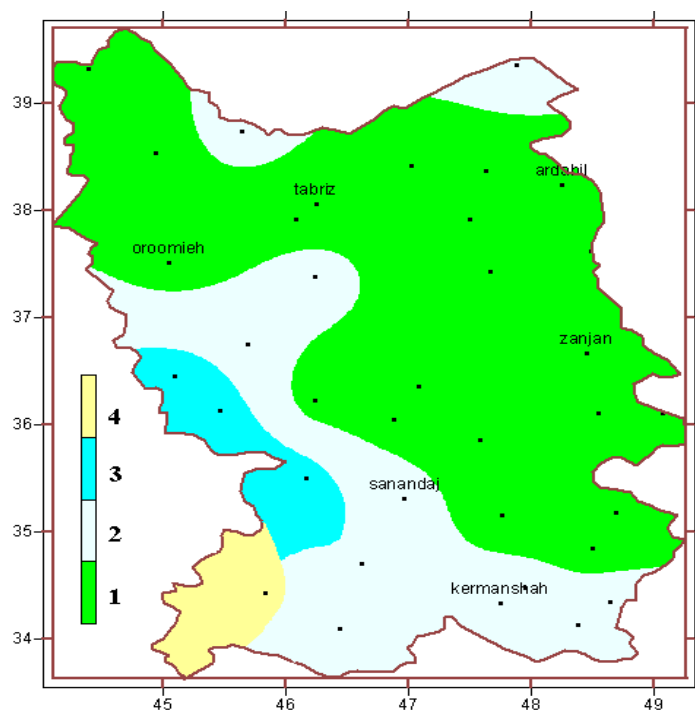 39
ardabil
tabriz
38
oroomieh
37
zanjan
36
4
3
sanandaj
35
2
kermanshah
1
34
45 46 47 48 49